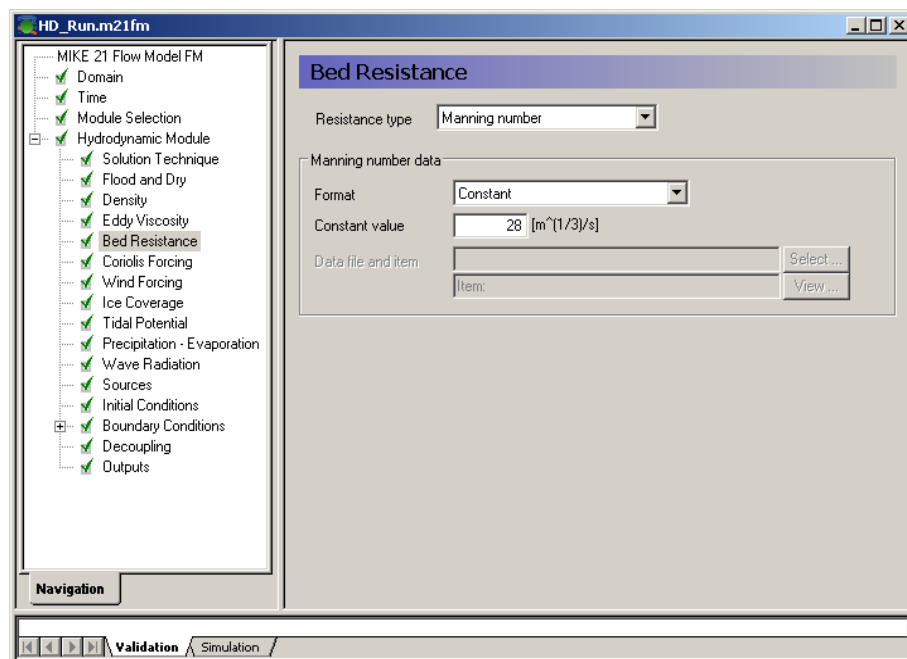 HD_Run.m21fm
MIKE 21 Flow Model FM
Domain
Time
Module Selection
Hydrodynamic Module
Solution Technique
Flood and Dry
Density
Eddy Viscosity
Bed Resistance
Coriolis Forcing
Wind Forcing
Ice Coverage
Tidal Potential
Precipitation - Evaporation
Wave Radiation
Sources
Initial Conditions
Boundary Conditions
Decoupling
Outputs
Navigation
Bed Resistance
Resistance type Manning number
Manning number data
Format Constant
Constant value 28 [m^(1/3)/s]
Data file and item Select ...
Item: View ...
Validation Simulation